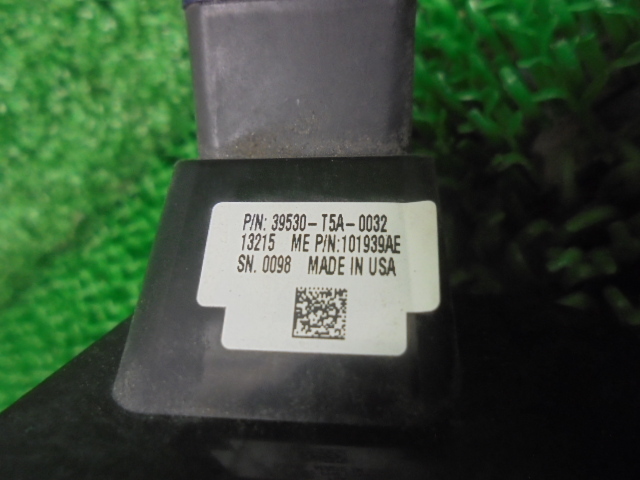 P/N: 39530-T5A-0032
13215 ME P/N:101939AE
SN. 0098 MADE IN USA